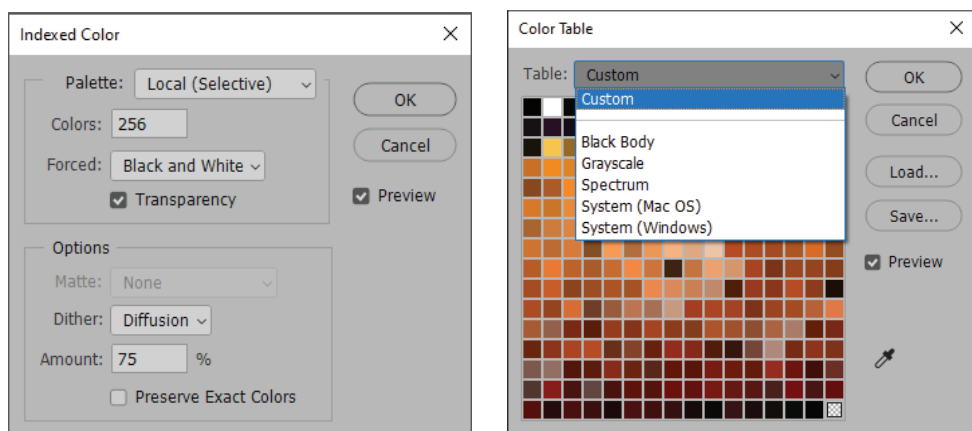 Indexed Color
Palette: Local (Selective)
OK
Colors: 256
Cancel
Forced: Black and White
Transparency
Preview
Options
Matte: None
Dither: Diffusion
Amount: 75 %
Preserve Exact Colors
Color Table
Table: Custom
OK
Custom
Cancel
Black Body
Grayscale
Load...
Spectrum
System (Mac OS)
Save...
System (Windows)
Preview